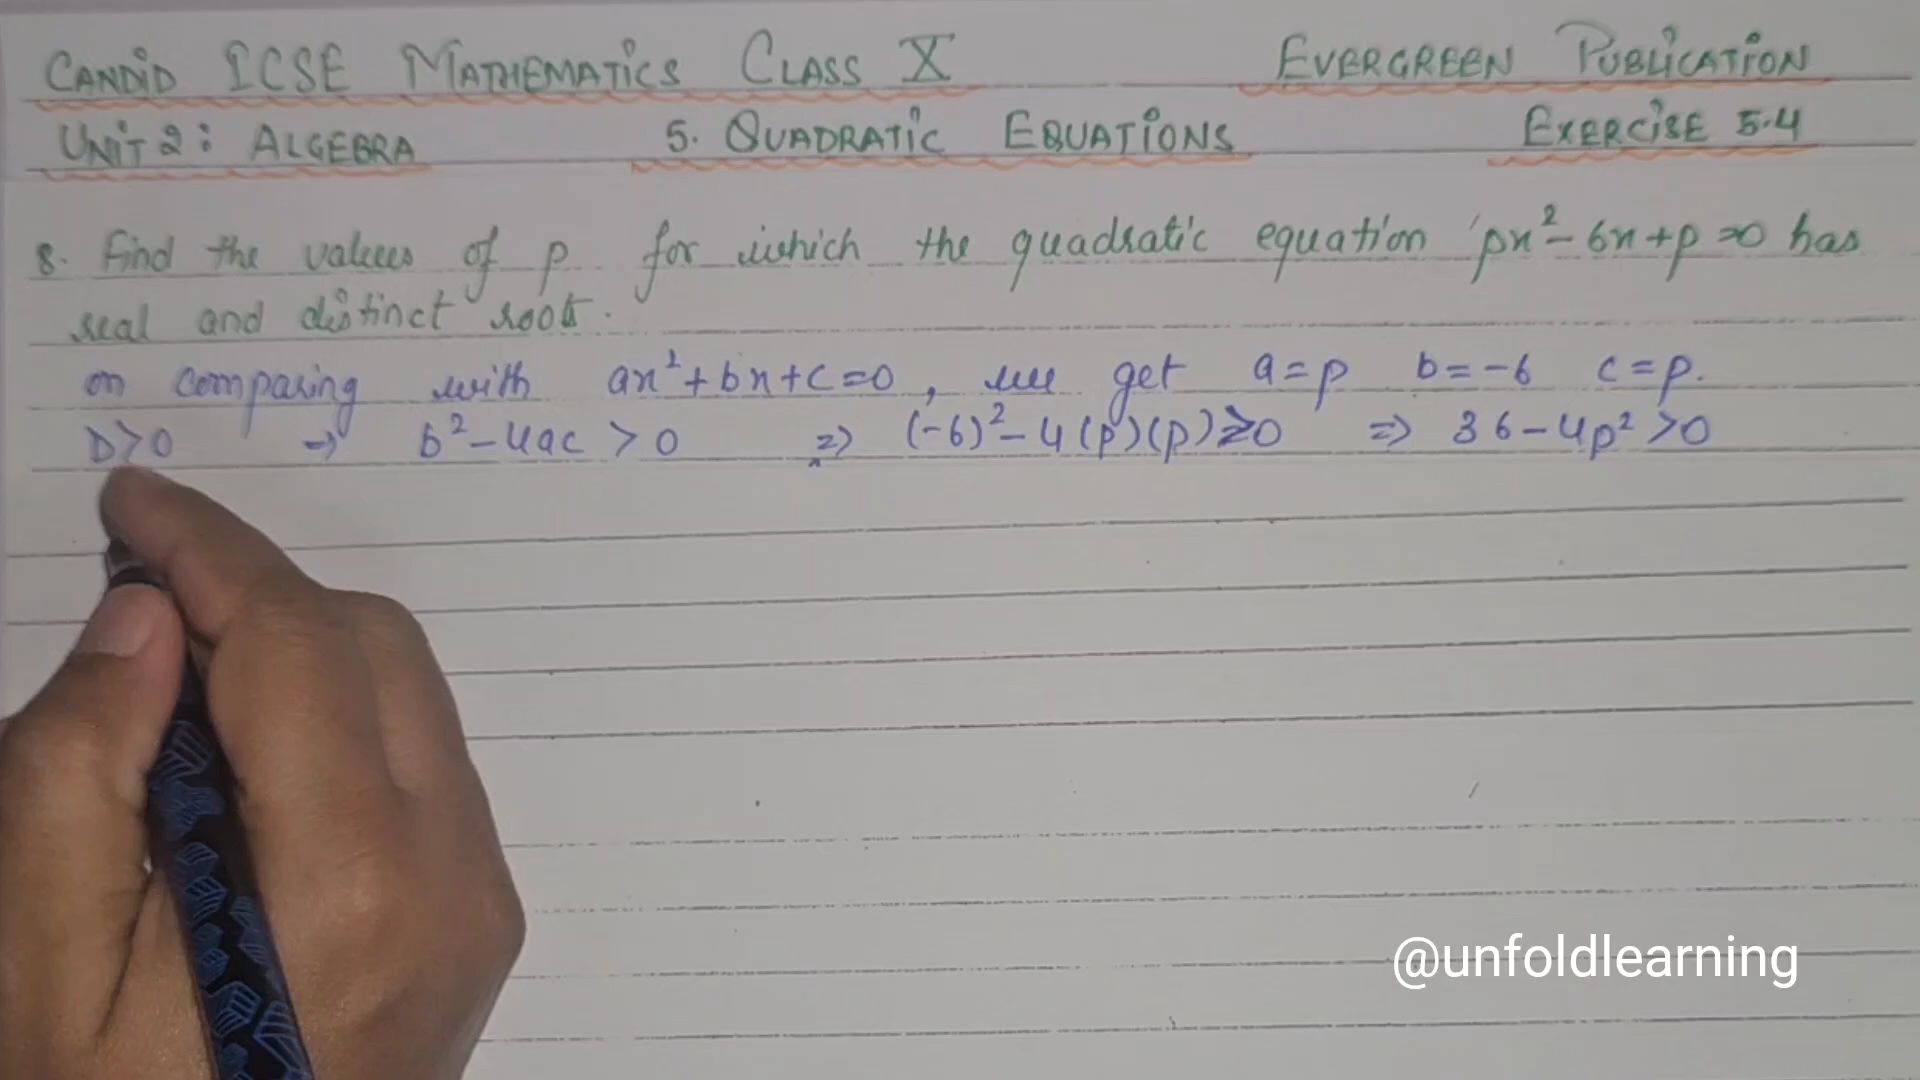 CANDID ICSE MATHEMATICS CLASS X EVERGREEN PUBLICATION
UNIT 2: ALGEBRA 5. QUADRATIC EQUATIONS EXERCISE 5.4
8. Find the values of p for which the quadratic equation px²-6x+p=0 has
real and distinct roots.
on comparing with ax²+bx+c=0, we get a=p b=-6 c=p.
D>0 → b²-4ac > 0 => (-6)²-4(p)(p)>0 => 36-4p²>0
@unfoldlearning